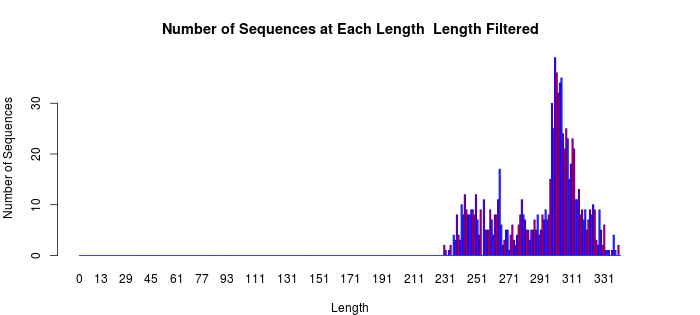 Number of Sequences at Each Length  Length Filtered
Number of Sequences
30
20
10
0
0 13 29 45 61 77 93 111 131 151 171 191 211 231 251 271 291 311 331
Length